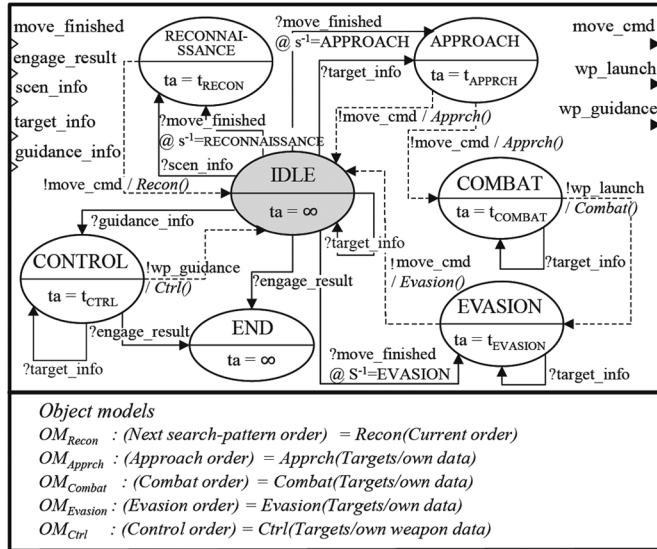 move_finished
engage_result
scen_info
target_info
guidance_info
RECONNAI-
SSANCE
ta = tRECON
?move_finished
@ s-1=APPROACH
APPROACH
ta = tAPPRCH
move_cmd
wp_launch
wp_guidance
?target_info
?move_finished
@ s-1=RECONNAISSANCE
?scen_info
!move_cmd / Apprch()
!move_cmd / Apprch()
!move_cmd / Recon()
IDLE
ta = ∞
COMBAT
ta = tCOMBAT
!wp_launch
/ Combat()
?guidance_info
?target_info
?target_info
CONTROL
ta = tCTRL
!wp_guidance
/ Ctrl()
?engage_result
!move_cmd
/ Evasion()
EVASION
ta = tEVASION
?engage_result
END
ta = ∞
?target_info
?move_finished
@ S-1=EVASION
?target_info
Object models
OMRecon : (Next search-pattern order) = Recon(Current order)
OMApprch : (Approach order) = Apprch(Targets/own data)
OMCombat : (Combat order) = Combat(Targets/own data)
OMEvasion : (Evasion order) = Evasion(Targets/own data)
OMCtrl : (Control order) = Ctrl(Targets/own weapon data)